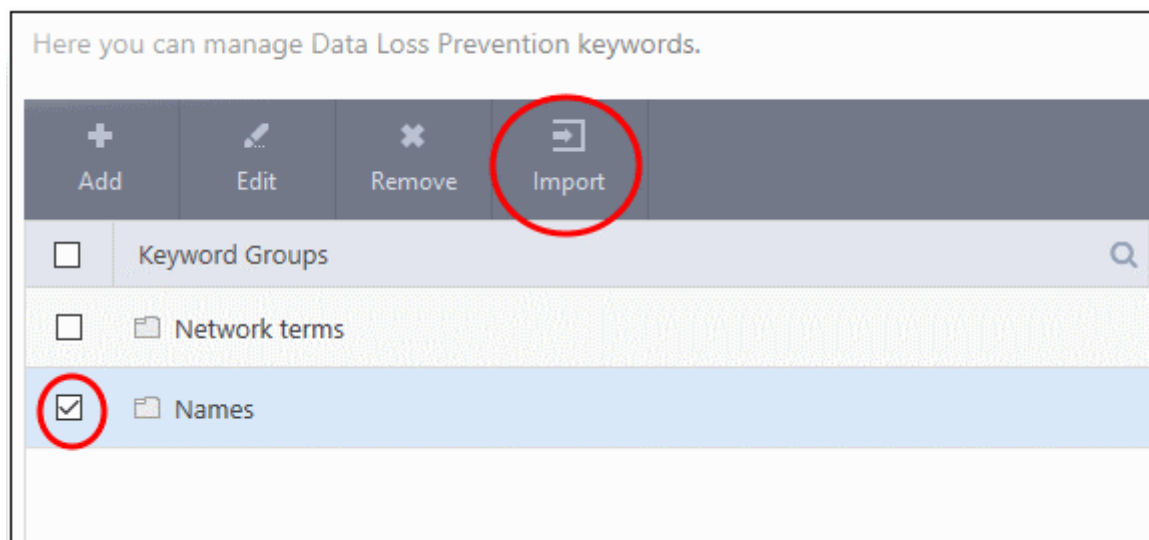 Here you can manage Data Loss Prevention keywords.
Add Edit Remove Import
Keyword Groups
Network terms
Names